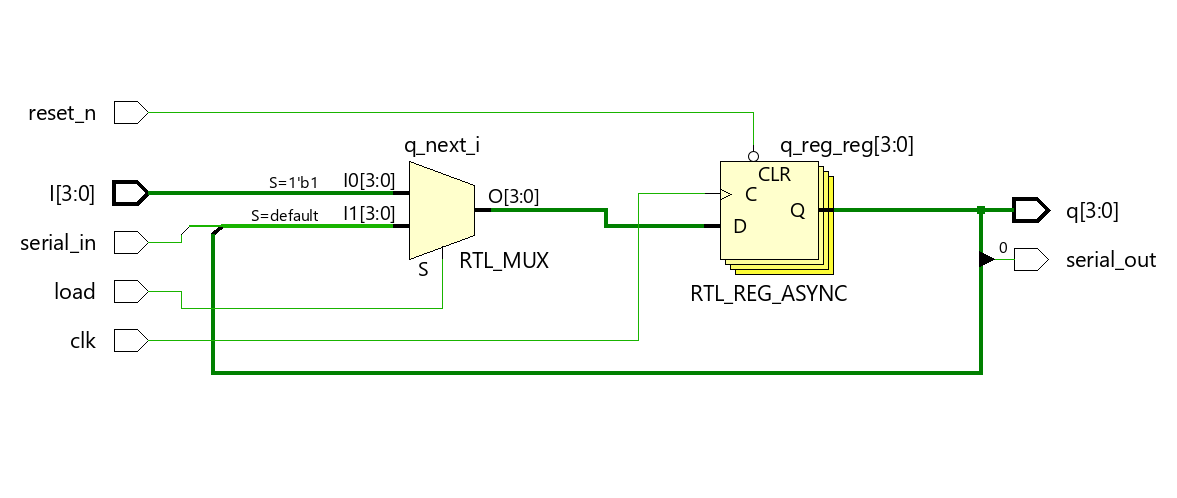 reset_n
q_next_i
q_reg_reg[3:0]
CLR
I[3:0]
S=1'b1
I0[3:0]
O[3:0]
C
S=default
I1[3:0]
D
Q
q[3:0]
serial_in
S
RTL_MUX
0
serial_out
load
RTL_REG_ASYNC
clk